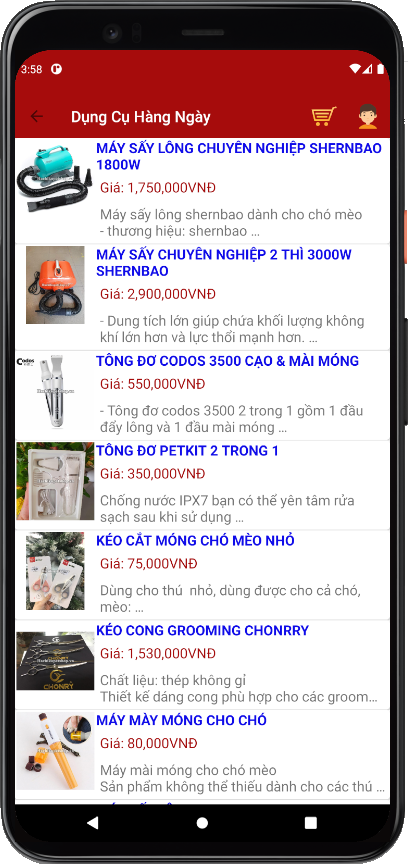 3:58
Dụng Cụ Hàng Ngày
MÁY SẤY LÔNG CHUYÊN NGHIỆP SHERNBAO
1800W
Giá: 1,750,000VNĐ
Máy sấy lông shernbao dành cho chó mèo
- thương hiệu: shernbao ...
MÁY SẤY CHUYÊN NGHIỆP 2 THÌ 3000W
SHERNBAO
Giá: 2,900,000VNĐ
- Dung tích lớn giúp chứa khối lượng không
khí lớn hơn và lực thổi mạnh hơn. ...
Codos
TÔNG ĐƠ CODOS 3500 CẠO & MÀI MÓNG
Giá: 550,000VNĐ
- Tông đơ codos 3500 2 trong 1 gồm 1 đầu
đẩy lông và 1 đầu mài móng ...
TÔNG ĐƠ PETKIT 2 TRONG 1
Giá: 350,000VNĐ
Chống nước IPX7 bạn có thể yên tâm rửa
sạch sau khi sử dụng ...
KÉO CẮT MÓNG CHÓ MÈO NHỎ
Giá: 75,000VNĐ
Dùng cho thú  nhỏ, dùng được cho cả chó,
mèo: ...
KÉO CONG GROOMING CHONRRY
Giá: 1,530,000VNĐ
Chất liệu: thép không gỉ
Thiết kế dáng cong phù hợp cho các groom...
CHONRY
MÁY MÀY MÓNG CHO CHÓ
Giá: 80,000VNĐ
Máy mài móng cho chó mèo
Sản phẩm không thể thiếu dành cho các thú ...